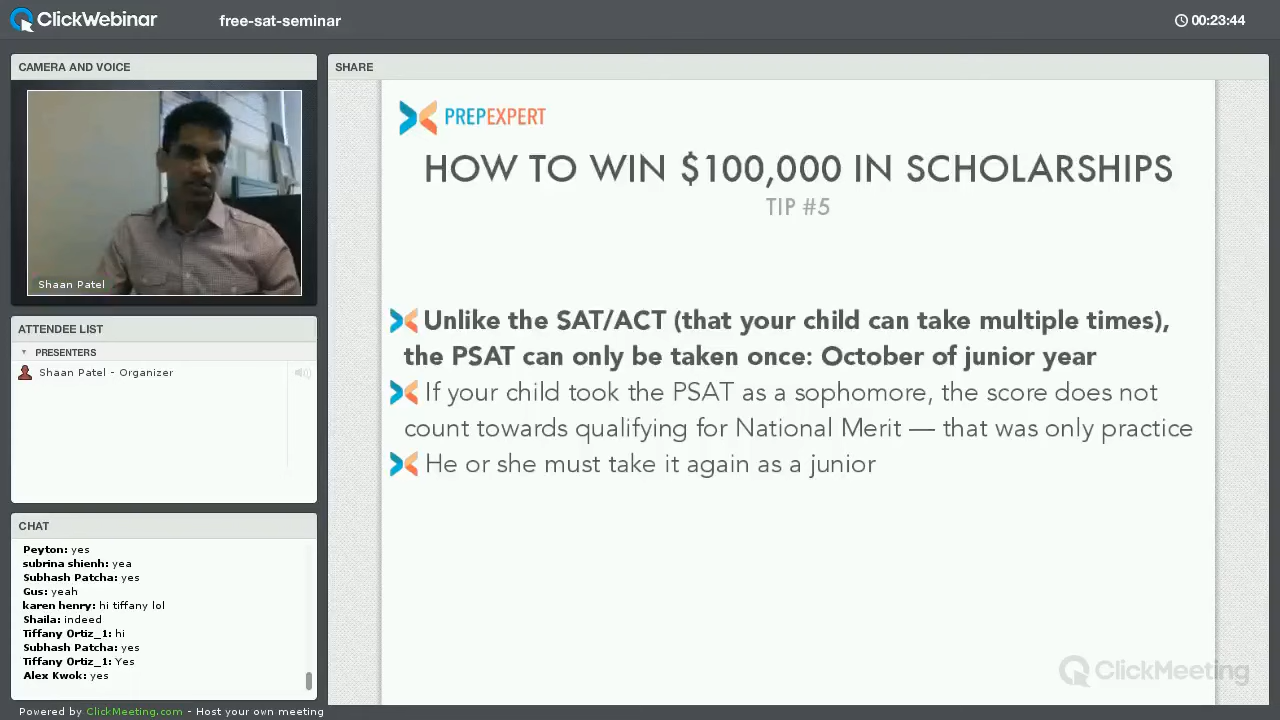 ClickWebinar
free-sat-seminar
00:23:44
CAMERA AND VOICE
Shaan Patel
ATTENDEE LIST
PRESENTERS
Shaan Patel - Organizer
CHAT
Peyton: yes
subrina shienh: yea
Subhash Patcha: yes
Gus: yeah
karen henry: hi tiffany lol
Shaila: indeed
Tiffany Ortiz_1: hi
Subhash Patcha: yes
Tiffany Ortiz_1: Yes
Alex Kwok: yes
Powered by ClickMeeting.com - Host your own meeting
SHARE
PREPEXPERT
HOW TO WIN $100,000 IN SCHOLARSHIPS
TIP #5
Unlike the SAT/ACT (that your child can take multiple times),
the PSAT can only be taken once: October of junior year
If your child took the PSAT as a sophomore, the score does not
count towards qualifying for National Merit — that was only practice
He or she must take it again as a junior
ClickMeeting